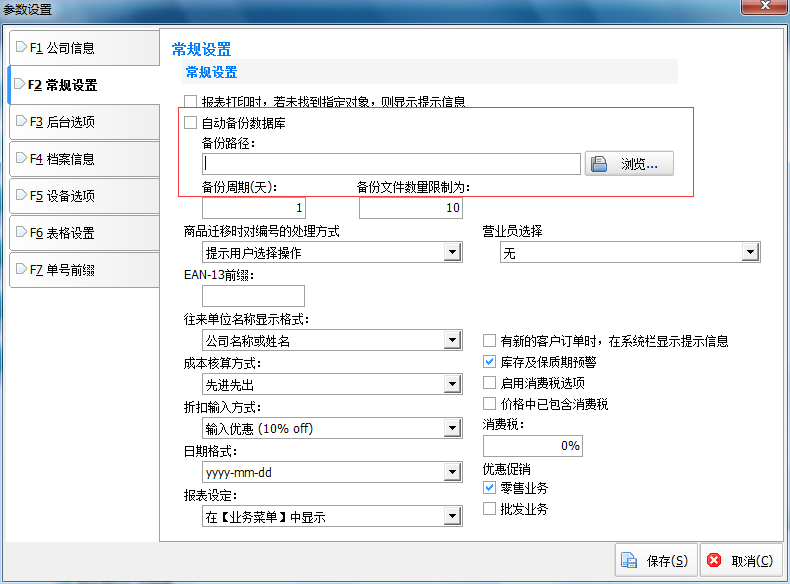 参数设置
F1 公司信息
F2 常规设置
F3 后台选项
F4 档案信息
F5 设备选项
F6 表格设置
F7 单号前缀
常规设置
常规设置
报表打印时，若未找到指定对象，则显示提示信息
自动备份数据库
备份路径：
浏览...
备份周期(天)：
备份文件数量限制为：
1
10
商品迁移时对编号的处理方式
营业员选择
提示用户选择操作
无
EAN-13前缀：
往来单位名称显示格式：
公司名称或姓名
有新的客户订单时，在系统栏显示提示信息
成本核算方式：
库存及保质期预警
先进先出
启用消费税选项
折扣输入方式：
价格中已包含消费税
输入优惠 (10% off)
消费税：
0%
日期格式：
yyyy-mm-dd
优惠促销
零售业务
报表设定：
批发业务
在【业务菜单】中显示
保存(S)
取消(C)